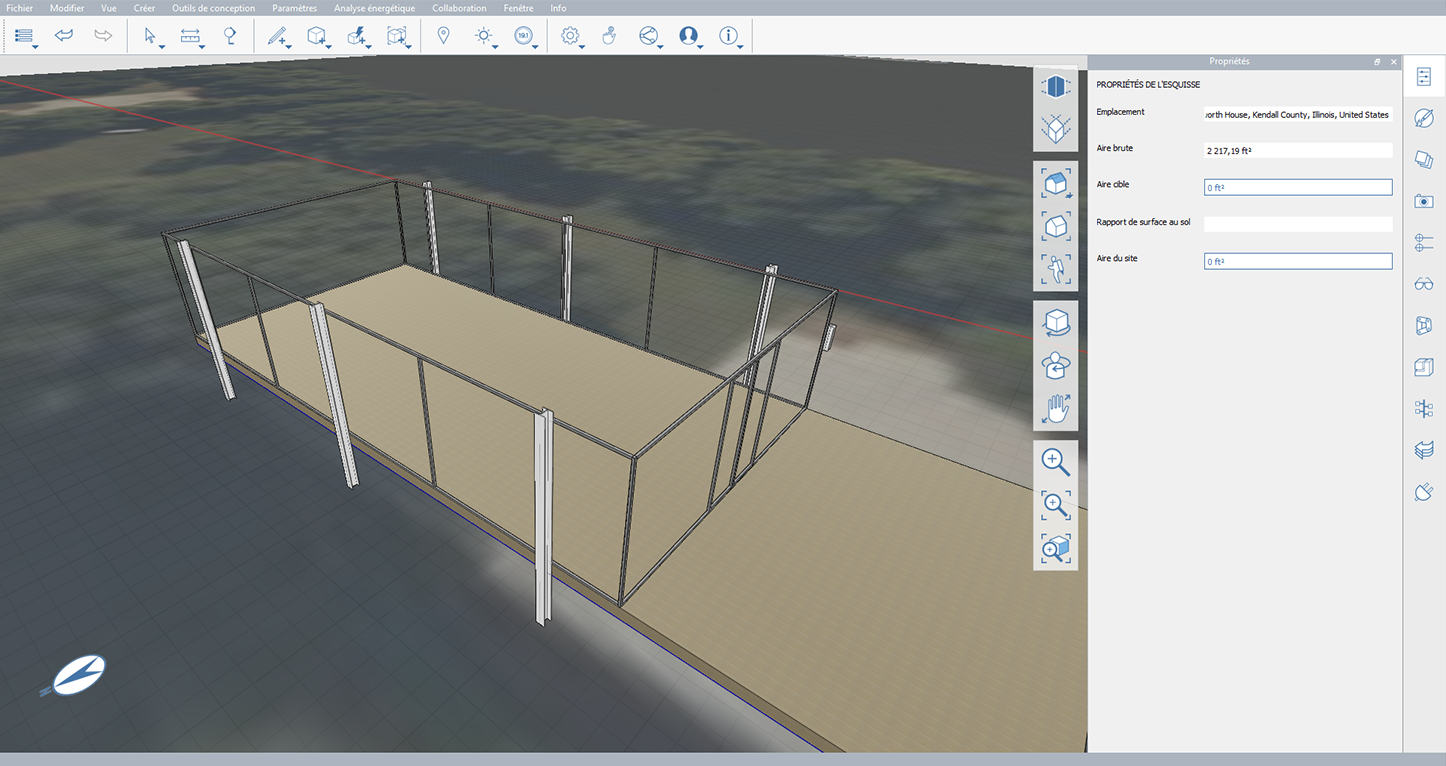 Fichier Modifier Vue Créer Outils de conception Paramètres Analyse énergétique Collaboration Fenêtre Info
19.1
Propriétés
PROPRIÉTÉS DE L'ESQUISSE
Emplacement orth House, Kendall County, Illinois, United States
Aire brute 2 217,19 ft²
Aire cible 0 ft²
Rapport de surface au sol
Aire du site 0 ft²